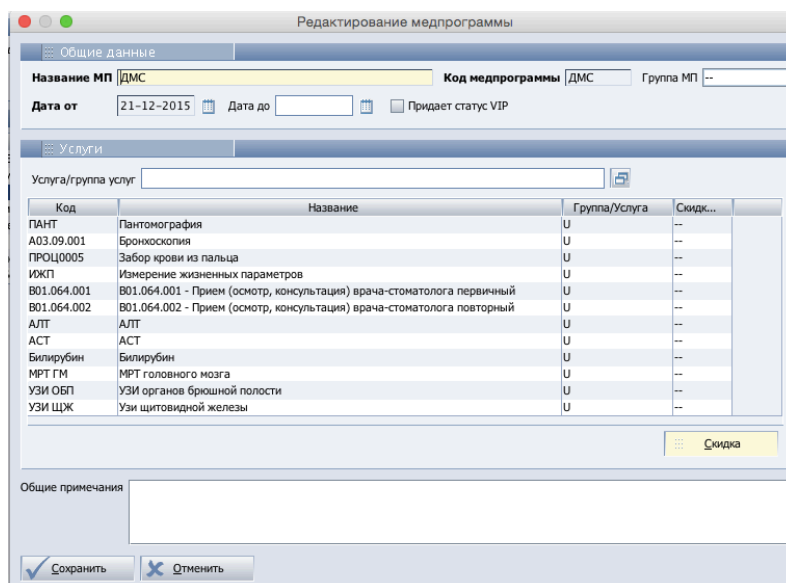 Редактирование медпрограммы
Общие данные
Название МП ДМС Код медпрограммы ДМС Группа МП --
Дата от 21-12-2015 Дата до Придает статус VIP
Услуги
Услуга/группа услуг
Код Название Группа/Услуга Скидк...
ПАНТ Пантомография U --
A03.09.001 Бронхоскопия U --
ПРОЦ0005 Забор крови из пальца U --
ИЖП Измерение жизненных параметров U --
B01.064.001 B01.064.001 - Прием (осмотр, консультация) врача-стоматолога первичный U --
B01.064.002 B01.064.002 - Прием (осмотр, консультация) врача-стоматолога повторный U --
АЛТ АЛТ U --
АСТ АСТ U --
Билирубин Билирубин U --
МРТ ГМ МРТ головного мозга U --
УЗИ ОБП УЗИ органов брюшной полости U --
УЗИ ЩЖ Узи щитовидной железы U --
Скидка
Общие примечания
Сохранить Отменить